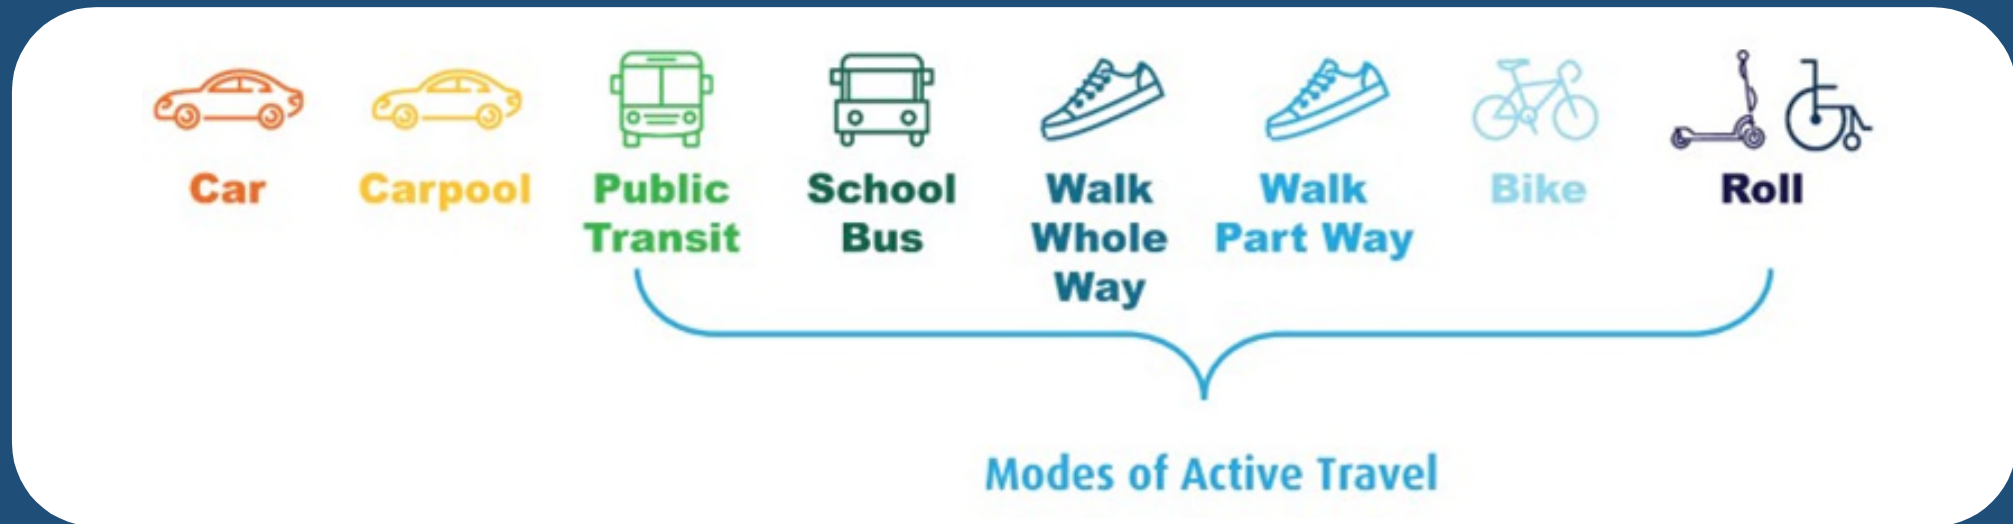 Car
Carpool
Public
Transit
School
Bus
Walk
Whole
Way
Walk
Part Way
Bike
Roll
Modes of Active Travel